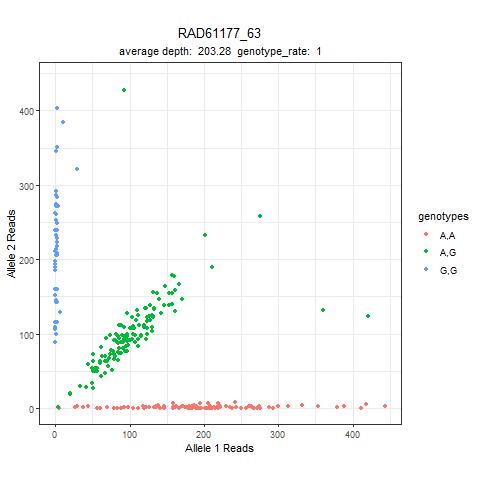 RAD61177_63
average depth: 203.28 genotype_rate: 1
Allele 2 Reads
400
300
200
100
0
0 100 200 300 400
Allele 1 Reads
genotypes
A,A
A,G
G,G